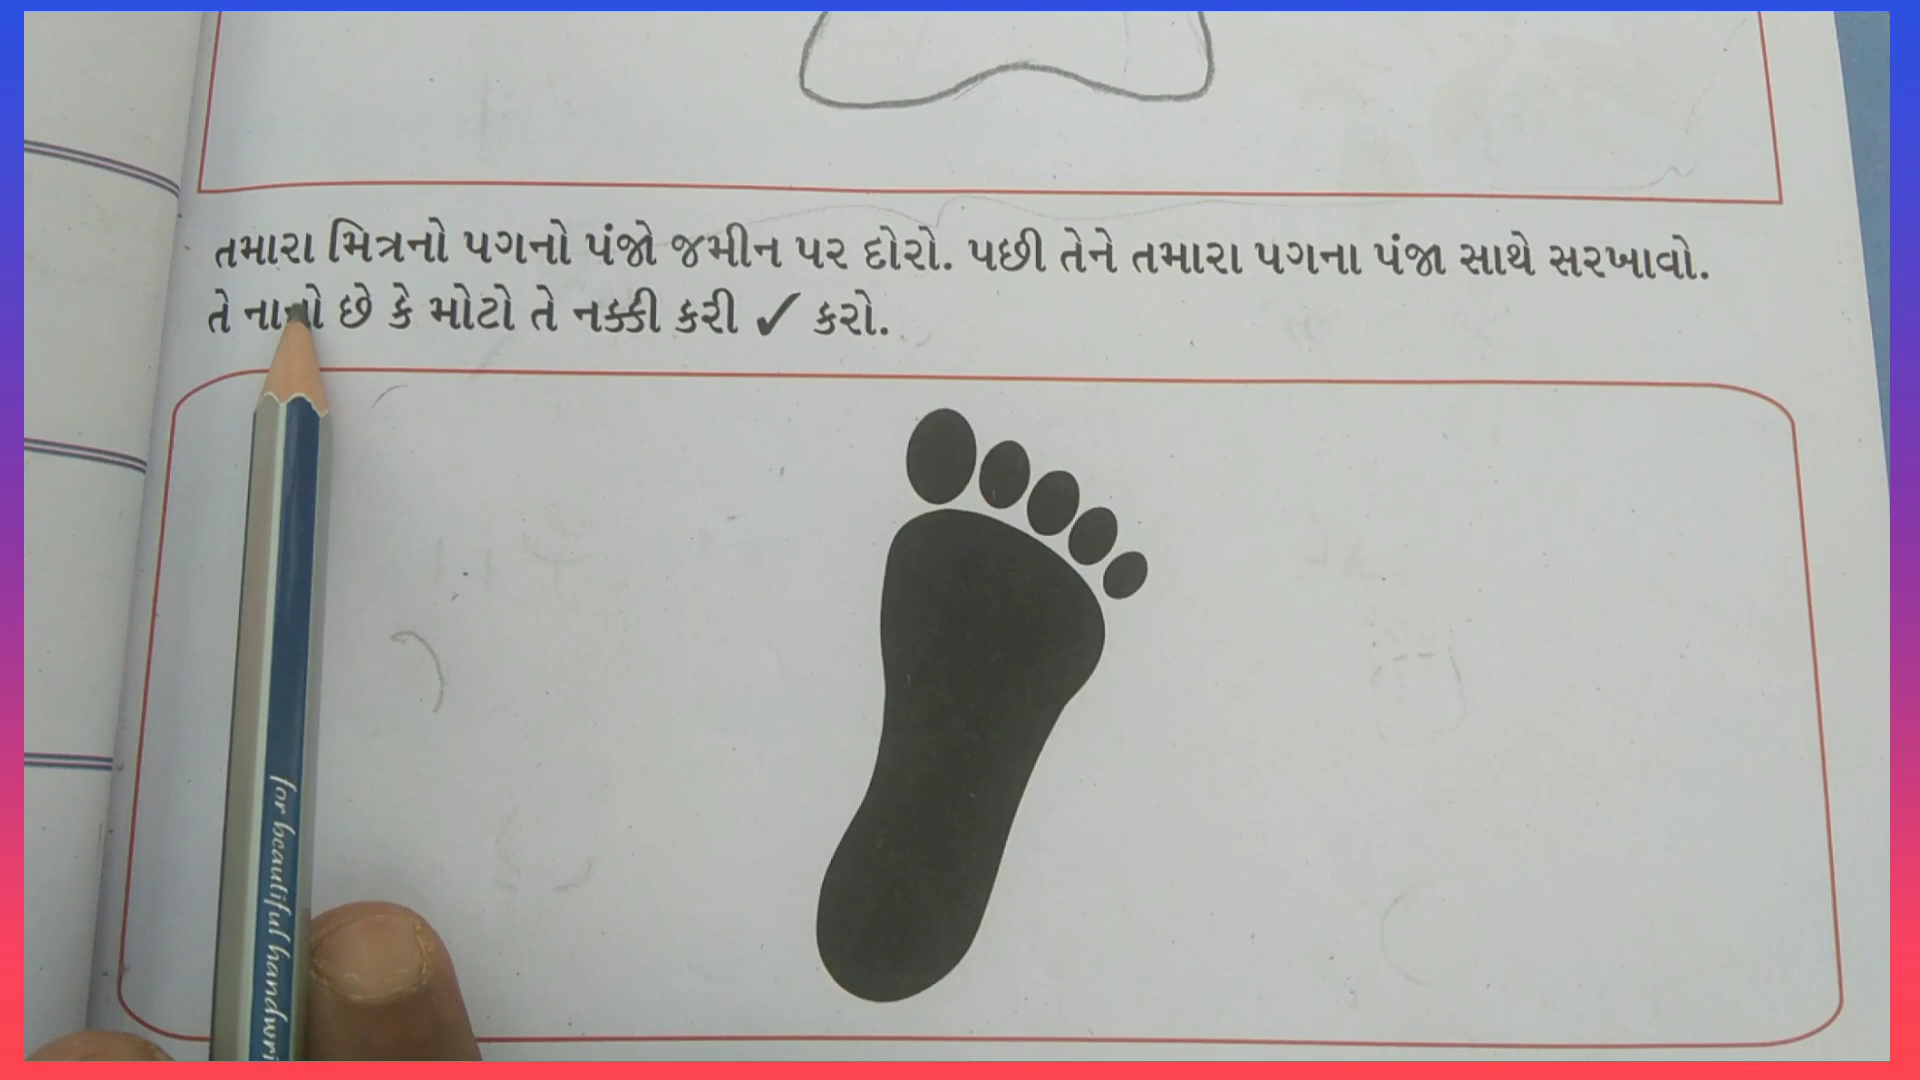 તમારા મિત્રનો પગનો પંજો જમીન પર દોરો. પછી તેને તમારા પગના પંજા સાથે સરખાવો.
તે નાનો છે કે મોટો તે નક્કી કરી ✓ કરો.
for beautiful handwri